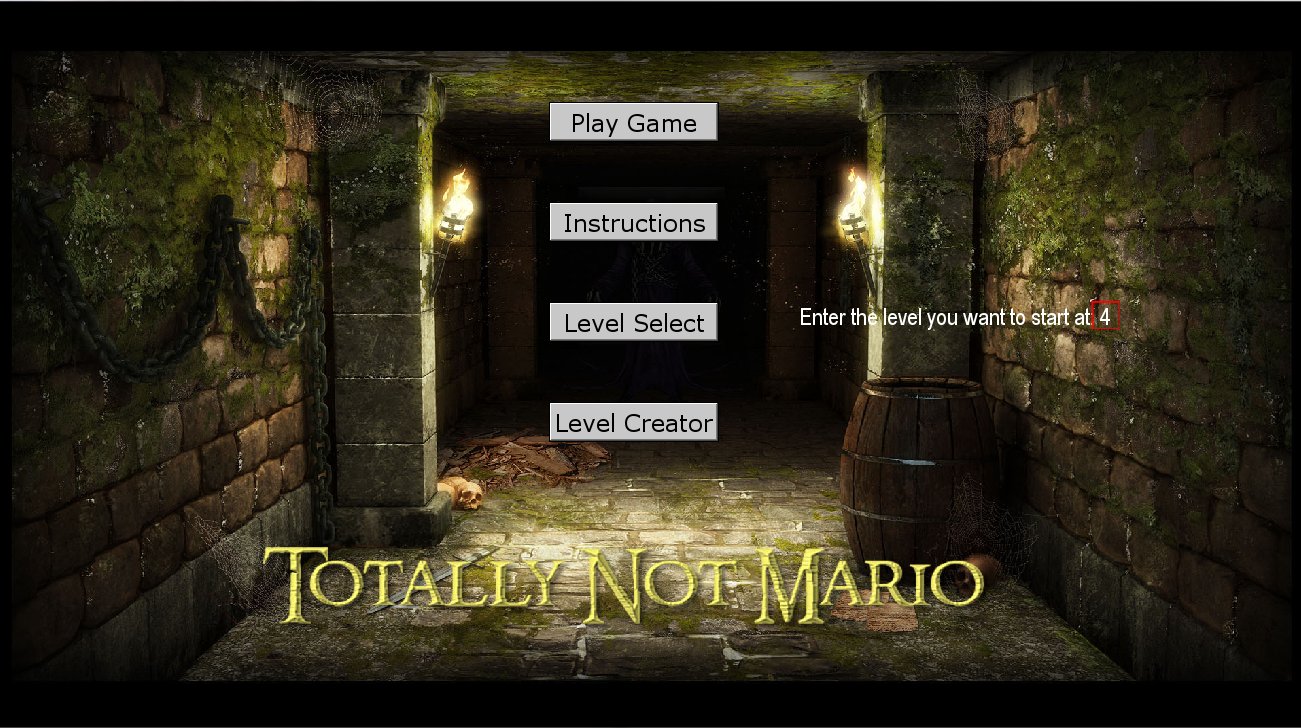 Play Game
Instructions
Level Select
Enter the level you want to start at 4
Level Creator
Totally Not Mario